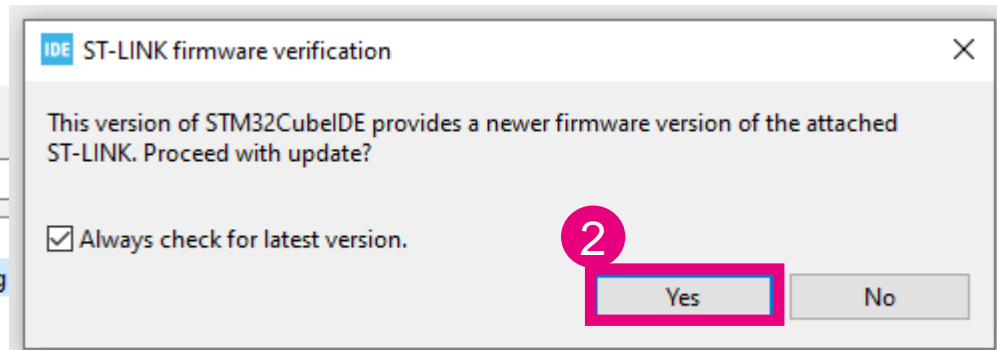 IDE ST-LINK firmware verification
This version of STM32CubeIDE provides a newer firmware version of the attached
ST-LINK. Proceed with update?
Always check for latest version.
2
Yes No
g